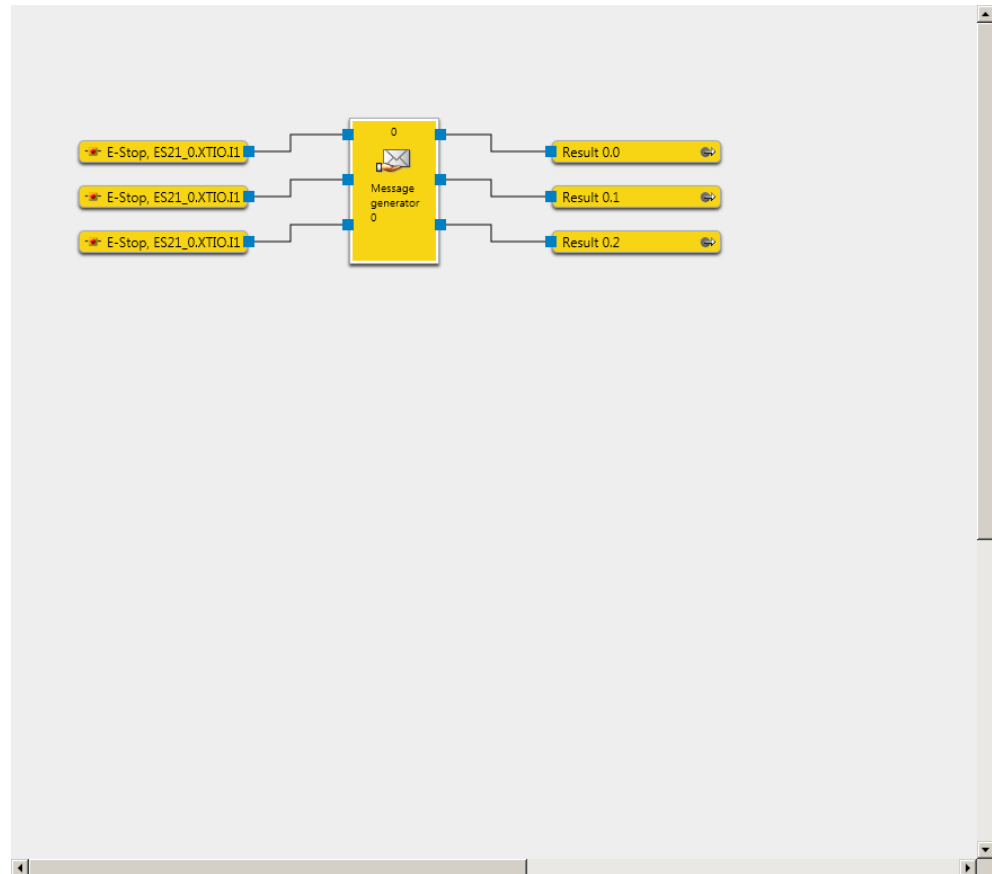 0
E-Stop, ES21_0.XTIO.I1
Result 0.0
Message
generator
0
E-Stop, ES21_0.XTIO.I1
Result 0.1
E-Stop, ES21_0.XTIO.I1
Result 0.2